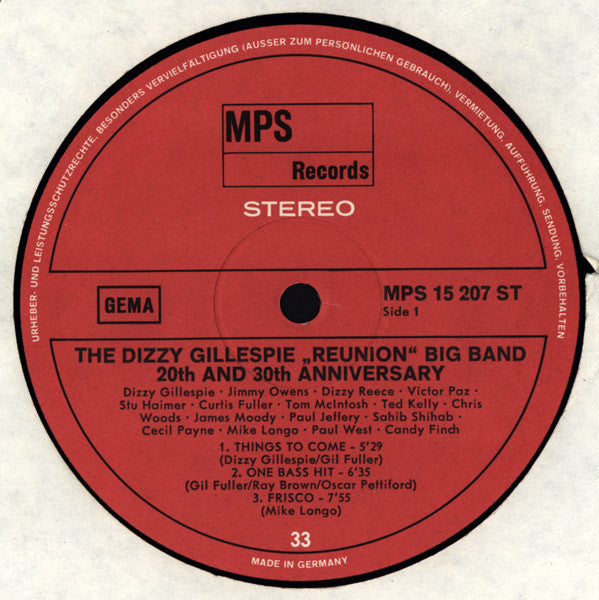 URHEBER- UND LEISTUNGSSCHUTZRECHTE, BESONDERS VERVIELFÄLTIGUNG (AUSSER ZUM PERSÖNLICHEN GEBRAUCH), VERMIETUNG, AUFFÜHRUNG, SENDUNG, VORBEHALTEN
MPS
Records
STEREO
GEMA
MPS 15 207 ST
Side 1
THE DIZZY GILLESPIE „REUNION“ BIG BAND
20th AND 30th ANNIVERSARY
Dizzy Gillespie · Jimmy Owens · Dizzy Reece · Victor Paz ·
Stu Haimer · Curtis Fuller · Tom McIntosh · Ted Kelly · Chris
Woods · James Moody · Paul Jeffery · Sahib Shihab ·
Cecil Payne · Mike Longo · Paul West · Candy Finch
1. THINGS TO COME - 5'29
(Dizzy Gillespie/Gil Fuller)
2. ONE BASS HIT - 6'35
(Gil Fuller/Ray Brown/Oscar Pettiford)
3. FRISCO - 7'55
(Mike Longo)
33
MADE IN GERMANY